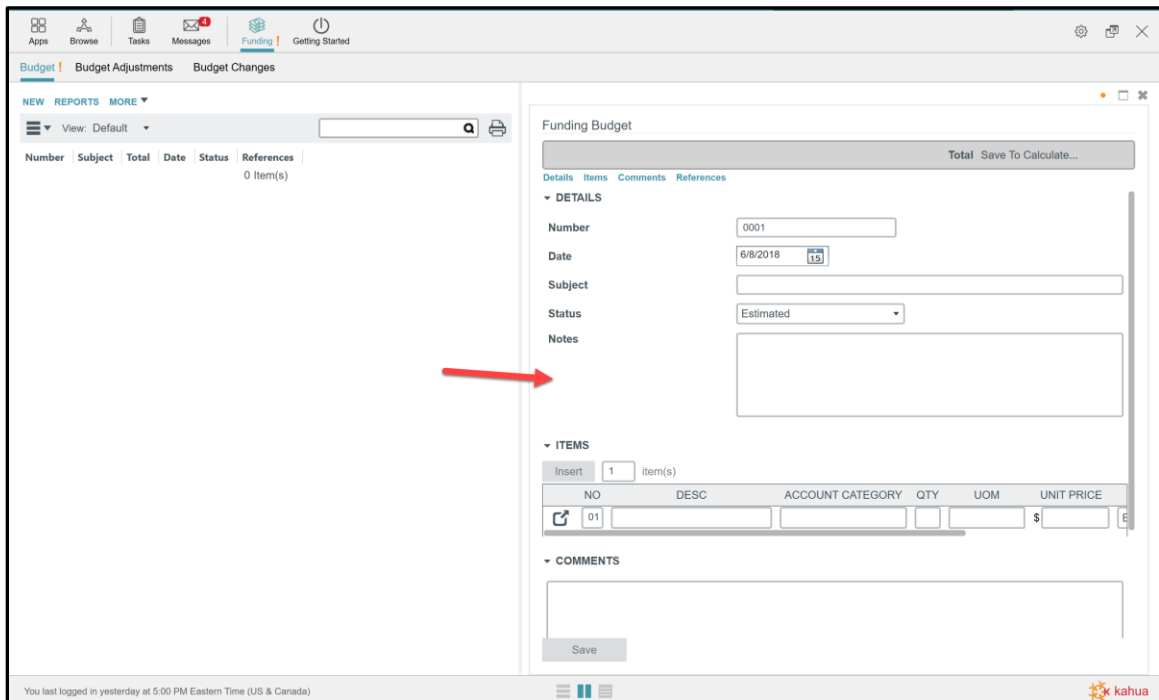 4
Apps Browse Tasks Messages Funding ! Getting Started
Budget ! Budget Adjustments Budget Changes
NEW REPORTS MORE
View: Default
Number Subject Total Date Status References
0 Item(s)
Funding Budget
Total Save To Calculate...
Details Items Comments References
DETAILS
Number 0001
Date 6/8/2018 15
Subject
Status Estimated
Notes
ITEMS
Insert 1 item(s)
NO DESC ACCOUNT CATEGORY QTY UOM UNIT PRICE
01 $
COMMENTS
Save
You last logged in yesterday at 5:00 PM Eastern Time (US & Canada)
kahua